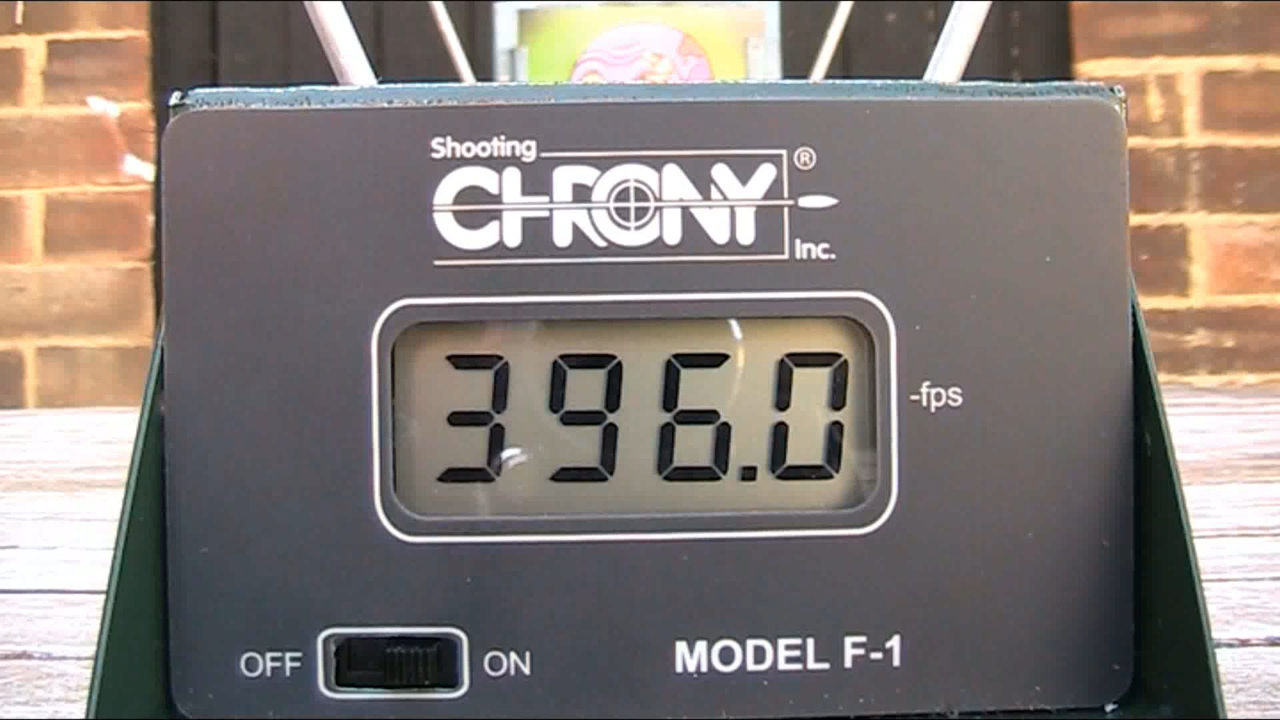 Shooting
CHRONY®
Inc.
396.0
-fps
OFF ON
MODEL F-1